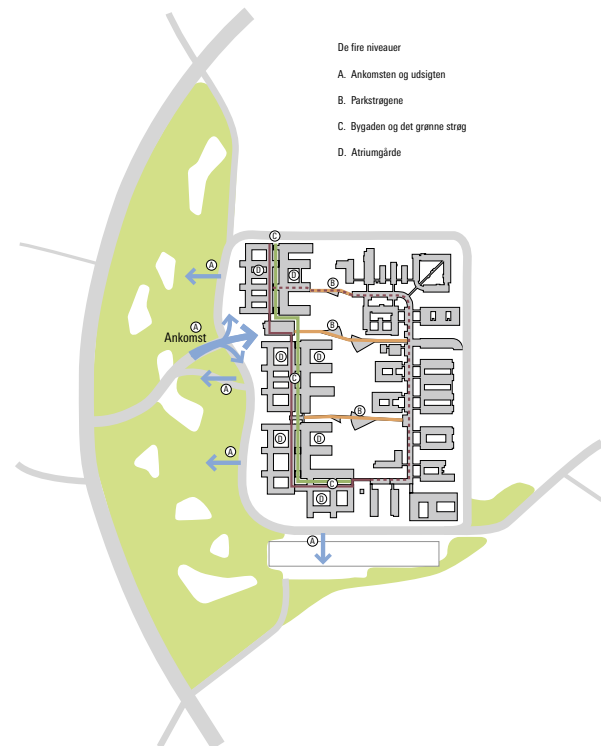 De fire niveauer
A. Ankomsten og udsigten
B. Parkstrøgene
C. Bygaden og det grønne strøg
D. Atriumgårde
C
A
D
D
B
A
B
Ankomst
D
D
C
A
B
D
D
A
C
D
A